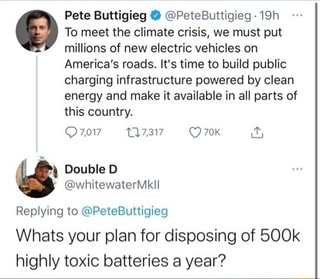 Pete Buttigieg @PeteButtigieg · 19h ...
To meet the climate crisis, we must put
millions of new electric vehicles on
America's roads. It's time to build public
charging infrastructure powered by clean
energy and make it available in all parts of
this country.
7,017 7,317 70K
Double D ...
@whitewaterMkll
Replying to @PeteButtigieg
Whats your plan for disposing of 500k
highly toxic batteries a year?